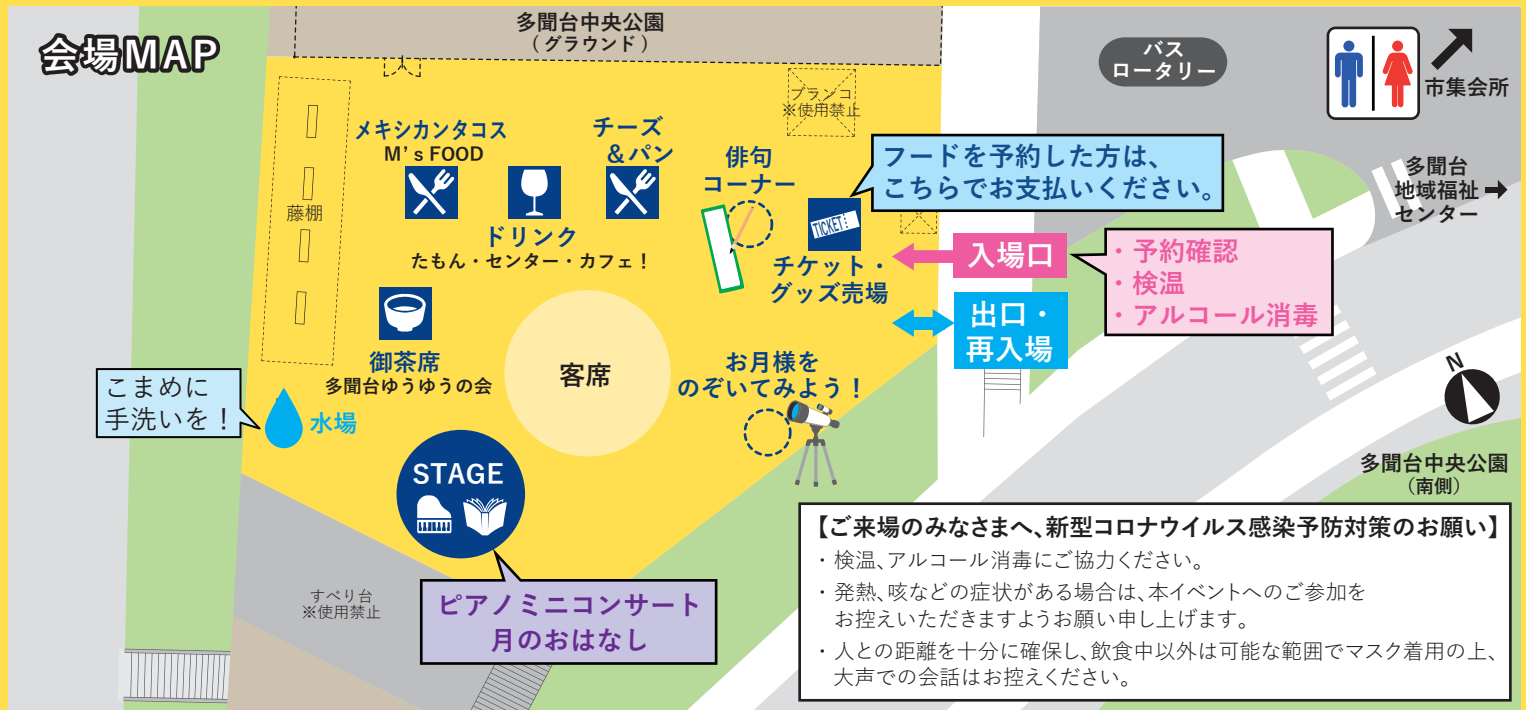 会場MAP
多聞台中央公園
（グラウンド）
バス
ロータリー
市集会所
ブランコ
※使用禁止
メキシカンタコス
M's FOOD
チーズ
＆パン
俳句
コーナー
フードを予約した方は、
こちらでお支払いください。
多聞台
地域福祉
センター
藤棚
ドリンク
たもん・センター・カフェ！
TICKET
チケット・
グッズ売場
入場口
・予約確認
・検温
・アルコール消毒
出口・
再入場
御茶席
多聞台ゆうゆうの会
客席
お月様を
のぞいてみよう！
N
こまめに
手洗いを！
水場
STAGE
多聞台中央公園
（南側）
ピアノミニコンサート
月のおはなし
すべり台
※使用禁止
【ご来場のみなさまへ、新型コロナウイルス感染予防対策のお願い】
・検温、アルコール消毒にご協力ください。
・発熱、咳などの症状がある場合は、本イベントへのご参加を
お控えいただきますようお願い申し上げます。
・人との距離を十分に確保し、飲食中以外は可能な範囲でマスク着用の上、
大声での会話はお控えください。